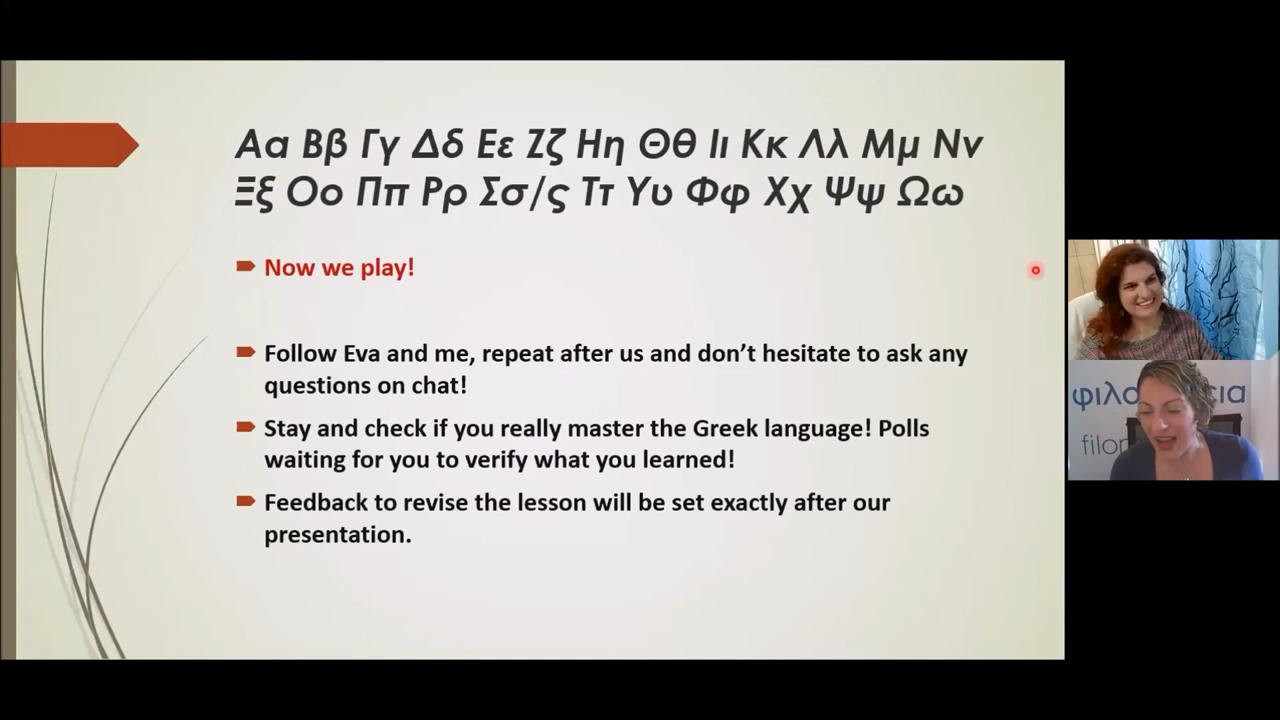 Αα Ββ Γγ Δδ Εε Ζζ Ηη Θθ Ιι Κκ Λλ Μμ Νν
Ξξ Οο Ππ Ρρ Σσ/ς Ττ Υυ Φφ Χχ Ψψ Ωω
Now we play!
Follow Eva and me, repeat after us and don’t hesitate to ask any
questions on chat!
Stay and check if you really master the Greek language! Polls
waiting for you to verify what you learned!
Feedback to revise the lesson will be set exactly after our
presentation.